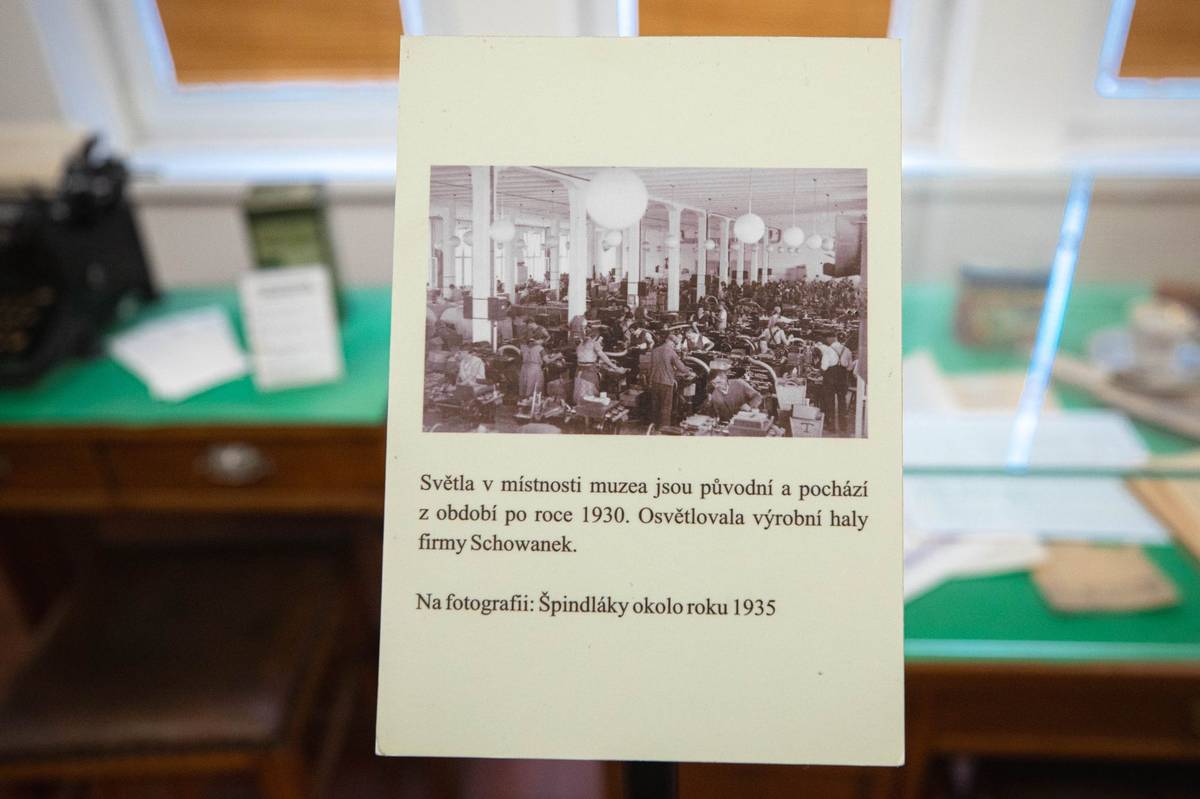 Světla v místnosti muzea jsou původní a pochází
z období po roce 1930. Osvětlovala výrobní haly
firmy Schowanek.
Na fotografii: Špindláky okolo roku 1935